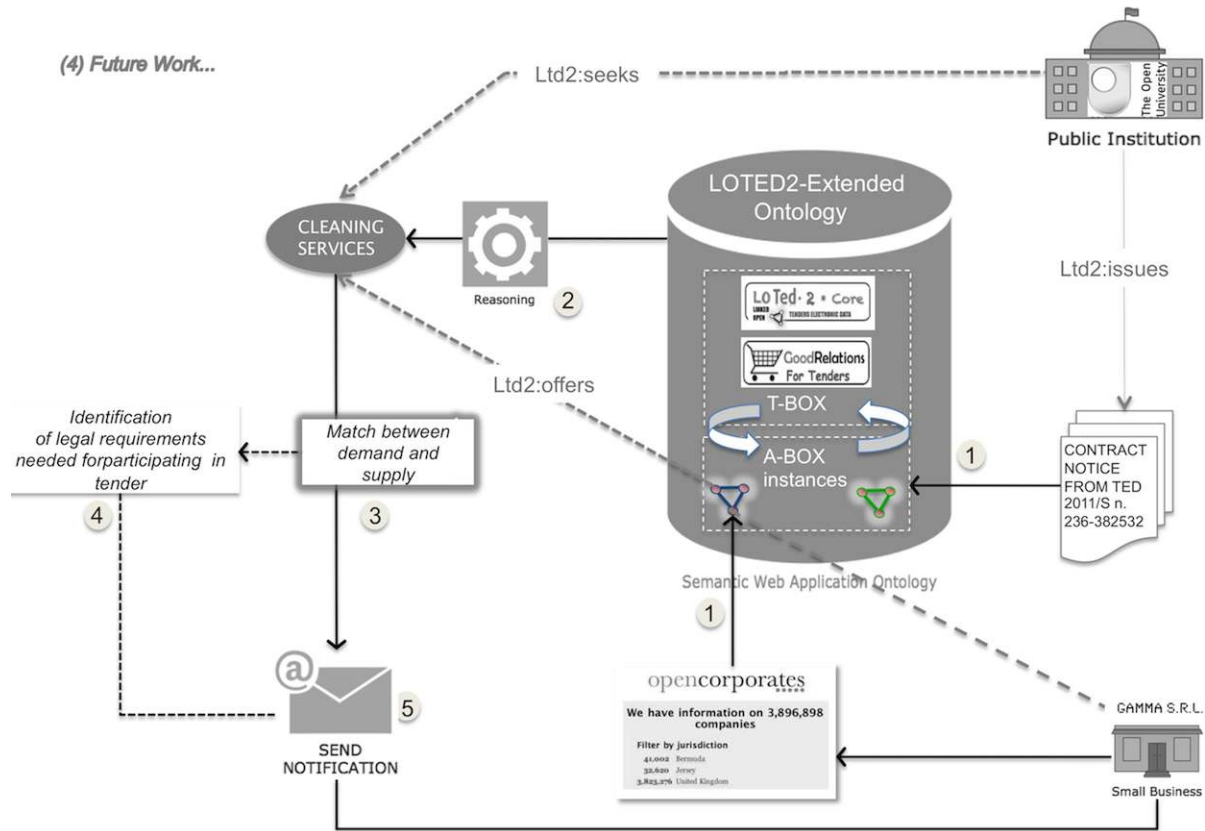 (4) Future Work...
Ltd2:seeks
The Open
University
Public Institution
LOTED2-Extended
Ontology
CLEANING
SERVICES
Reasoning
2
Ltd2:issues
LOTed·2·Core
LINKED
OPEN
TENDERS ELECTRONIC DATA
GoodRelations
For Tenders
Ltd2:offers
T-BOX
A-BOX
instances
Identification
of legal requirements
needed forparticipating in
tender
Match between
demand and
supply
1
CONTRACT
NOTICE
FROM TED
2011/S n.
236-382532
4
3
Semantic Web Application Ontology
1
@
5
SEND
NOTIFICATION
opencorporates
We have information on 3,896,898
companies
Filter by jurisdiction
41,002 Bermuda
32,620 Jersey
3,823,276 United Kingdom
GAMMA S.R.L.
Small Business